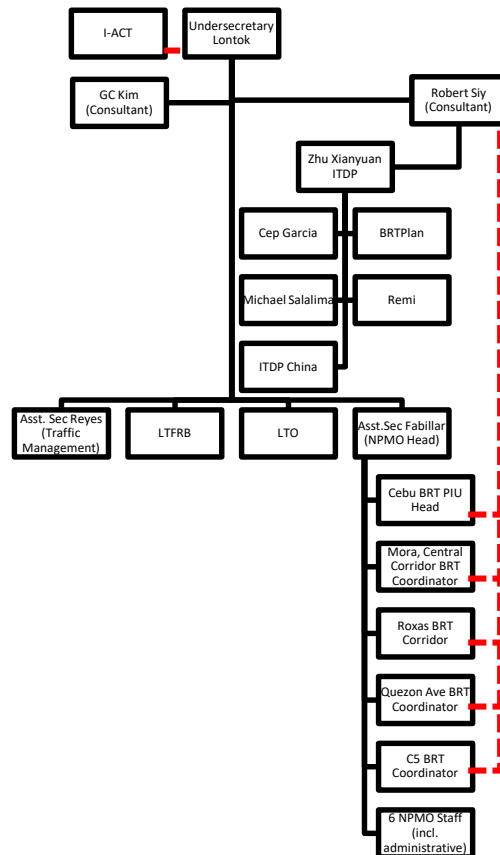 I-ACT
Undersecretary
Lontok
GC Kim
(Consultant)
Robert Siy
(Consultant)
Zhu Xianyuan
ITDP
Cep Garcia
BRTPlan
Michael Salalima
Remi
ITDP China
Asst. Sec Reyes
(Traffic
Management)
LTFRB
LTO
Asst.Sec Fabillar
(NPMO Head)
Cebu BRT PIU
Head
Mora, Central
Corridor BRT
Coordinator
Roxas BRT
Corridor
Quezon Ave BRT
Coordinator
C5 BRT
Coordinator
6 NPMO Staff
(incl.
administrative)